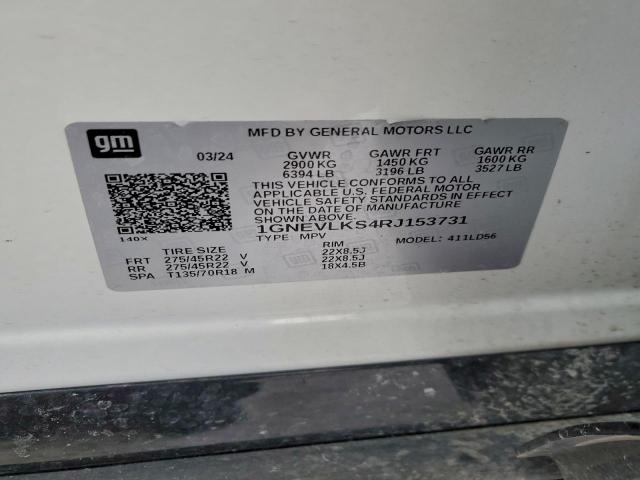 gm
MFD BY GENERAL MOTORS LLC
03/24 GVWR GAWR FRT GAWR RR
2900 KG 1450 KG 1600 KG
6394 LB 3196 LB 3527 LB
THIS VEHICLE CONFORMS TO ALL
APPLICABLE U.S. FEDERAL MOTOR
VEHICLE SAFETY STANDARDS IN EFFECT
ON THE DATE OF MANUFACTURE
SHOWN ABOVE.
1GNEVLKS4RJ153731
140X
TYPE MPV MODEL: 411LD56
TIRE SIZE RIM
FRT 275/45R22 V 22X8.5J
RR 275/45R22 V 22X8.5J
SPA T135/70R18 M 18X4.5B